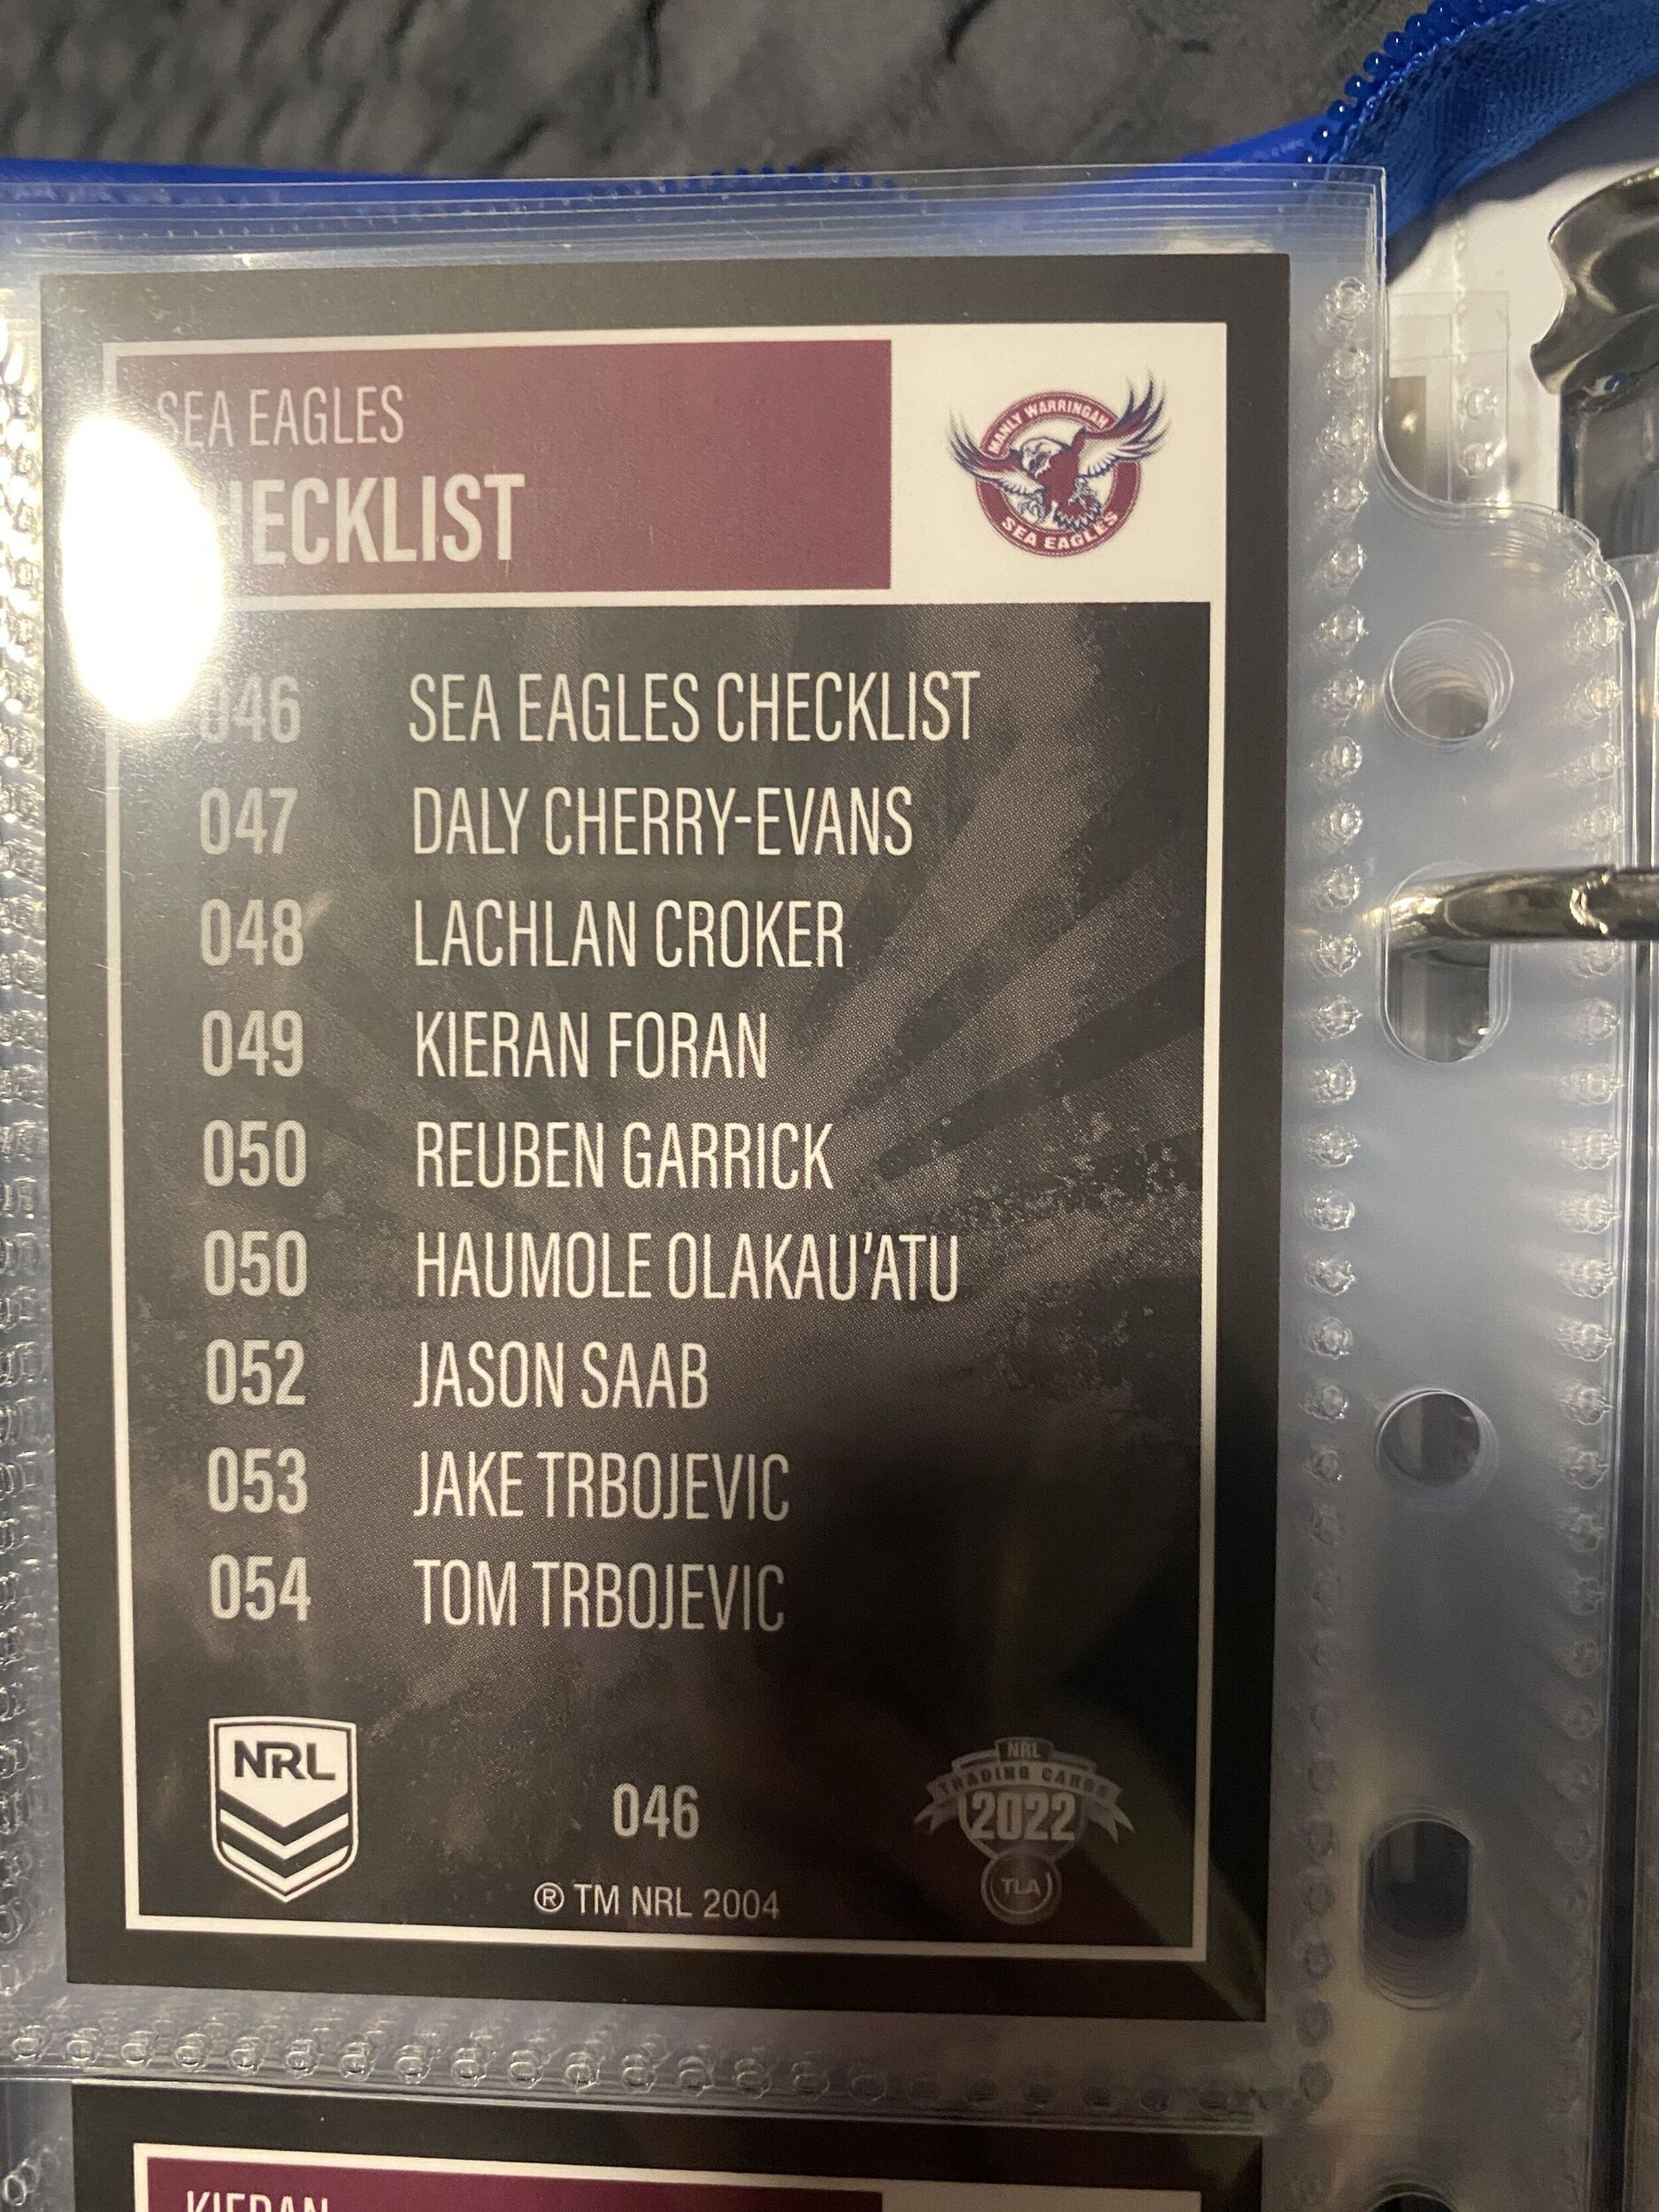 SEA EAGLES
CHECKLIST
MANLY WARRINGAH
SEA EAGLES
046 SEA EAGLES CHECKLIST
047 DALY CHERRY-EVANS
048 LACHLAN CROKER
049 KIERAN FORAN
050 REUBEN GARRICK
050 HAUMOLE OLAKAU'ATU
052 JASON SAAB
053 JAKE TRBOJEVIC
054 TOM TRBOJEVIC
NRL
046
® TM NRL 2004
NRL
TRADING CARDS
2022
TLA
KIERAN